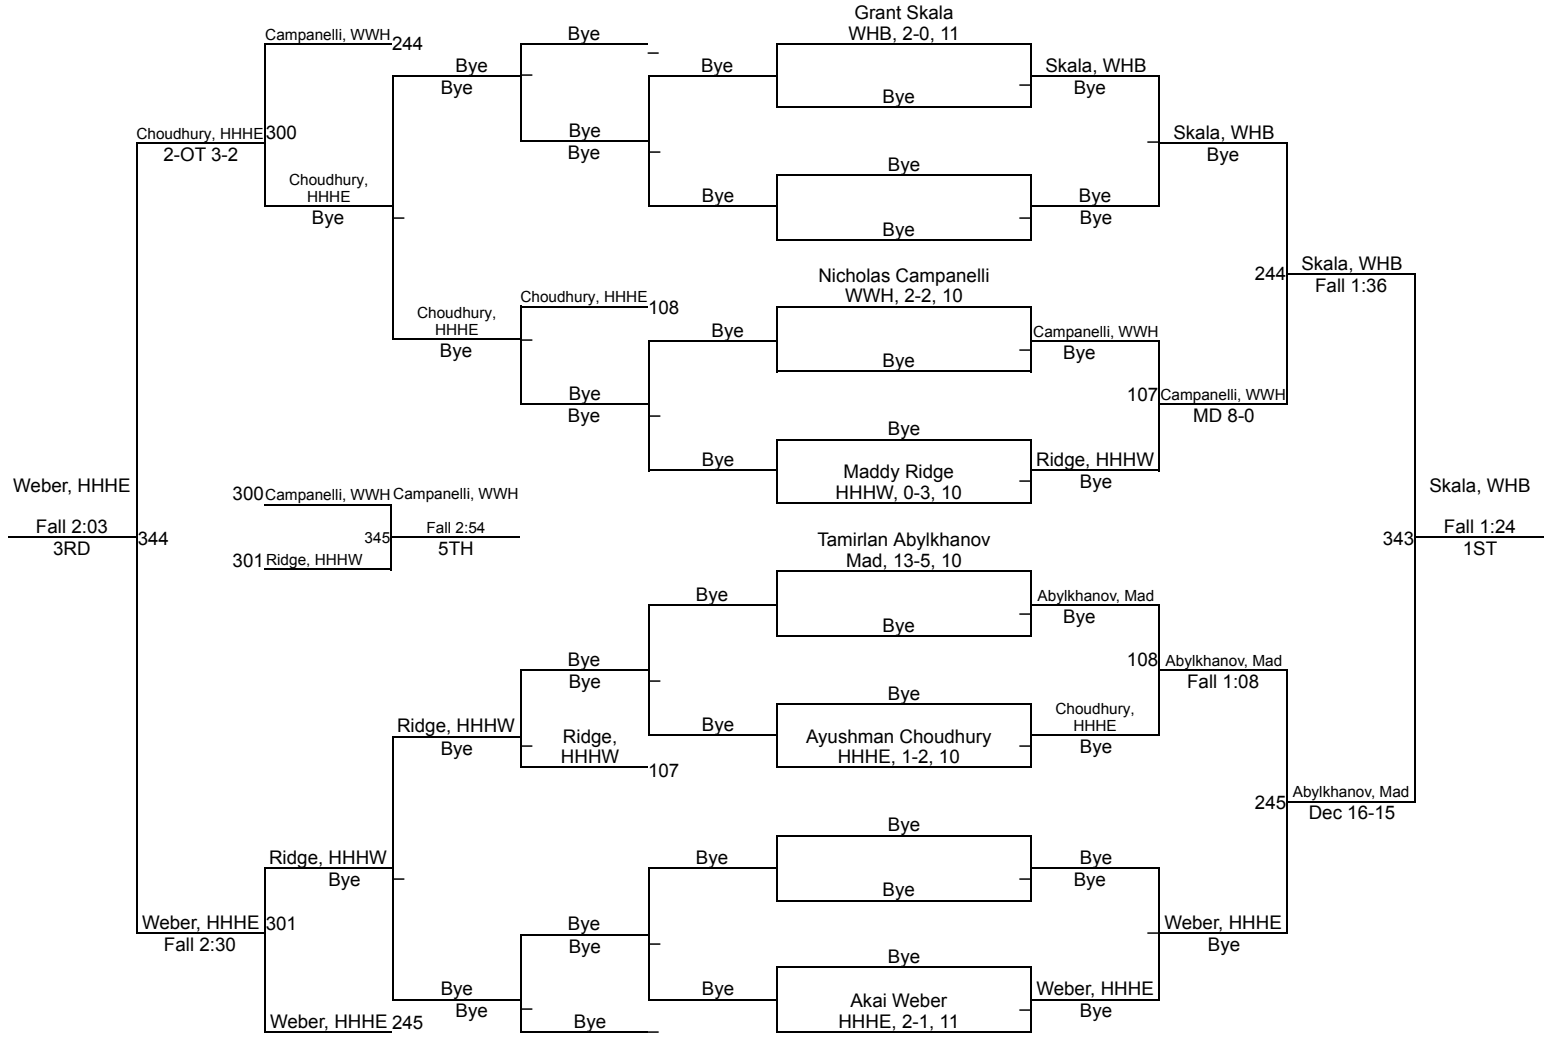 Grant Skala
WHB, 2-0, 11
Campanelli, WWH
244
Bye
Bye
Bye
Bye
Bye
Skala, WHB
Bye
Choudhury, HHHE
300
2-OT 3-2
Bye
Bye
Skala, WHB
Bye
Choudhury,
HHHE
Bye
Bye
Bye
Bye
Bye
Bye
Skala, WHB
244
Fall 1:36
Nicholas Campanelli
WWH, 2-2, 10
Choudhury, HHHE
108
Choudhury,
HHHE
Bye
Bye
Bye
Campanelli, WWH
Bye
Bye
Bye
107
Campanelli, WWH
MD 8-0
Bye
Bye
Maddy Ridge
HHHW, 0-3, 10
Ridge, HHHW
Bye
Weber, HHHE
Fall 2:03
3RD
344
300
Campanelli, WWH
Campanelli, WWH
345
Fall 2:54
5TH
301
Ridge, HHHW
Skala, WHB
343
Fall 1:24
1ST
Tamirlan Abylkhanov
Mad, 13-5, 10
Bye
Bye
Abylkhanov, Mad
Bye
Bye
Bye
108
Abylkhanov, Mad
Fall 1:08
Ridge, HHHW
Bye
Ridge,
HHHW
107
Bye
Bye
Ayushman Choudhury
HHHE, 1-2, 10
Choudhury,
HHHE
Bye
245
Abylkhanov, Mad
Dec 16-15
Ridge, HHHW
Bye
Bye
Bye
Bye
Bye
Bye
Weber, HHHE
301
Fall 2:30
Bye
Bye
Weber, HHHE
Bye
Bye
Bye
Bye
Bye
Akai Weber
HHHE, 2-1, 11
Weber, HHHE
Bye
Weber, HHHE
245
Bye